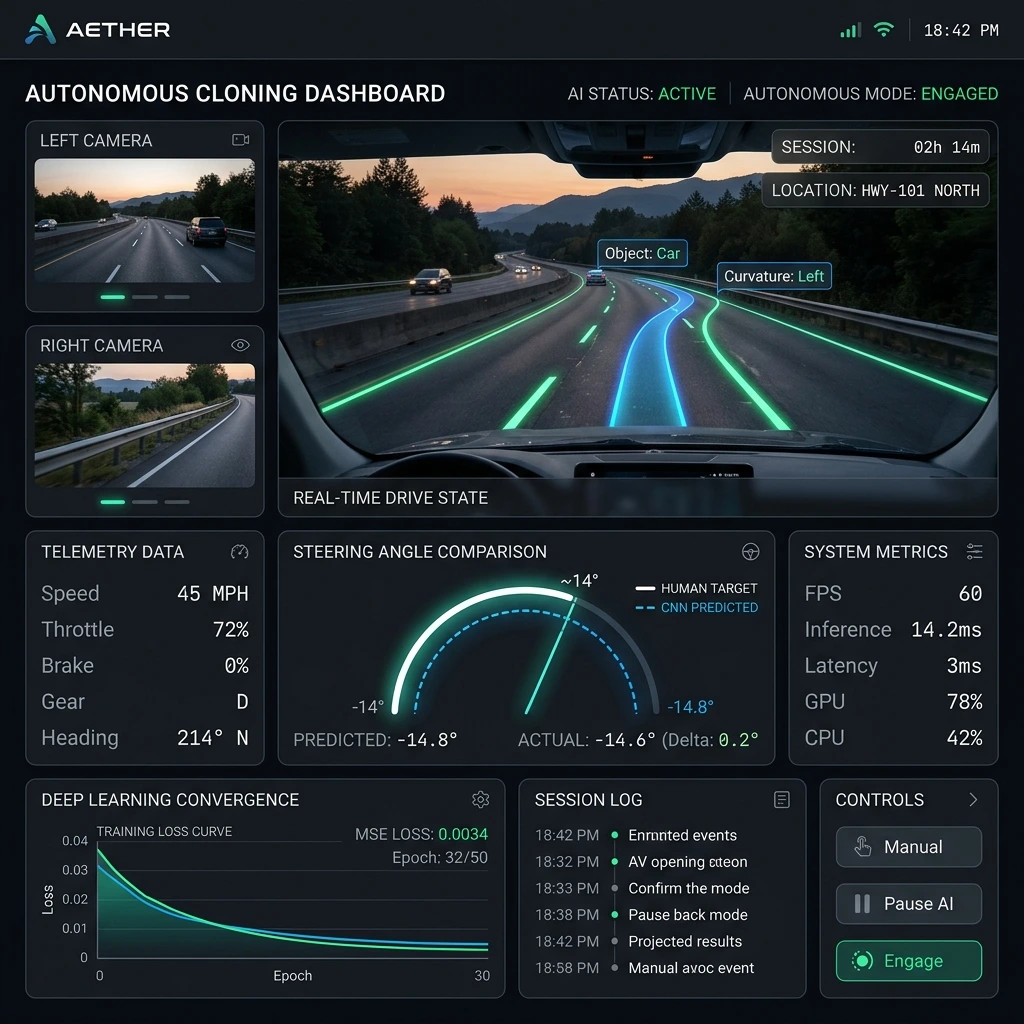 AETHER
18:42 PM
AUTONOMOUS CLONING DASHBOARD
AI STATUS: ACTIVE
AUTONOMOUS MODE: ENGAGED
LEFT CAMERA
RIGHT CAMERA
SESSION: 02h 14m
LOCATION: HWY-101 NORTH
Object: Car
Curvature: Left
REAL-TIME DRIVE STATE
TELEMETRY DATA
Speed 45 MPH
Throttle 72%
Brake 0%
Gear D
Heading 214° N
STEERING ANGLE COMPARISON
~14°
HUMAN TARGET
CNN PREDICTED
-14°
-14.8°
PREDICTED: -14.8°
ACTUAL: -14.6° (Delta: 0.2°
SYSTEM METRICS
FPS 60
Inference 14.2ms
Latency 3ms
GPU 78%
CPU 42%
DEEP LEARNING CONVERGENCE
TRAINING LOSS CURVE
MSE LOSS: 0.0034
Epoch: 32/50
Loss
0.04
0.03
0.02
0.01
0
0
Epoch
30
SESSION LOG
18:42 PM events
18:32 PM AV opening
18:33 PM Confirm the mode
18:38 PM Pause back mode
18:42 PM Projected results
18:58 PM Manual event
CONTROLS
Manual
Pause AI
Engage